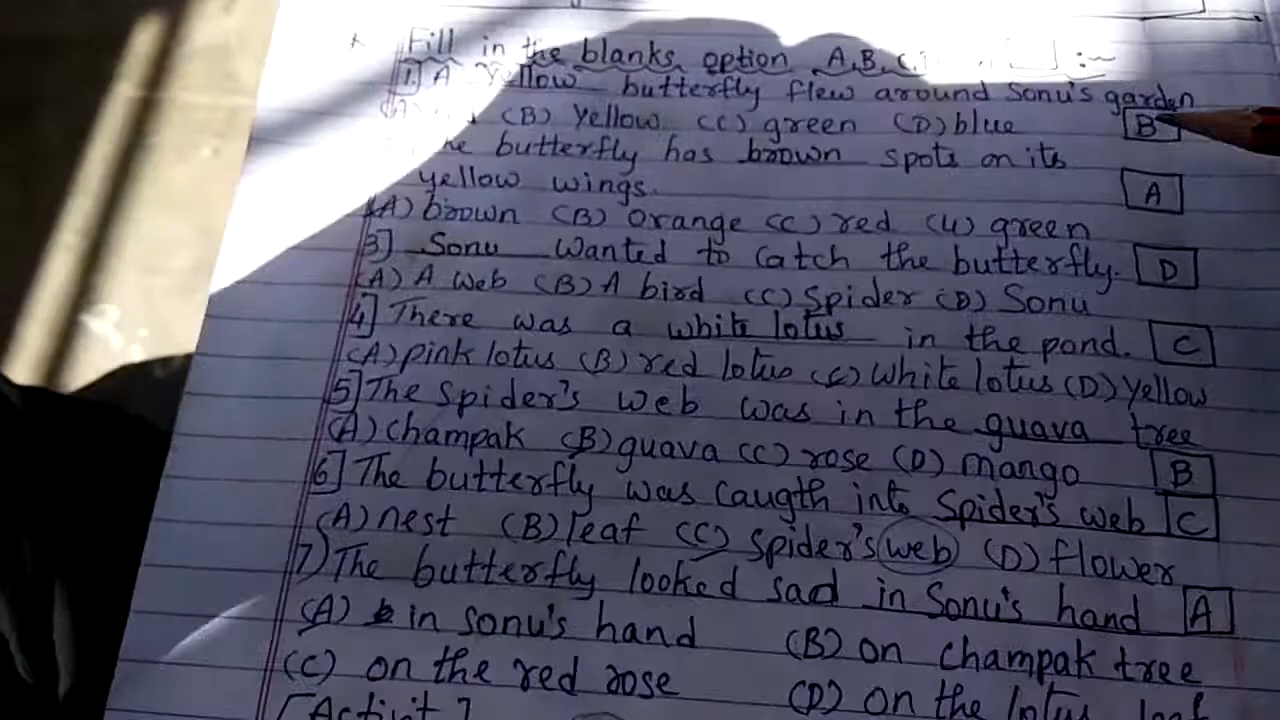 Fill in the blanks option A, B, C,
1] A Yellow butterfly flew around Sonu's garden
(B) Yellow (C) green (D) blue B
butterfly has brown spots on its
yellow wings. A
(A) brown (B) orange (C) red (4) green
3] Sonu Wanted to catch the butterfly. D
(A) A web (B) A bird (C) Spider (D) Sonu
4] There was a white lotus in the pond. C
(A) pink lotus (B) red lotus (C) white lotus (D) yellow
5] The Spider's web was in the guava tree
(A) champak (B) guava (C) rose (D) mango B
6] The butterfly was caugth into Spider's web C
(A) nest (B) leaf (C) spider's web (D) flower
7) The butterfly looked sad in Sonu's hand A
(A) in sonu's hand (B) on champak tree
(C) on the red rose (D) on the lotus leaf